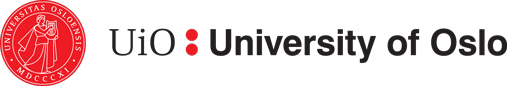 UNIVERSITAS OSLOENSIS
MDCCCXI
UiO : University of Oslo